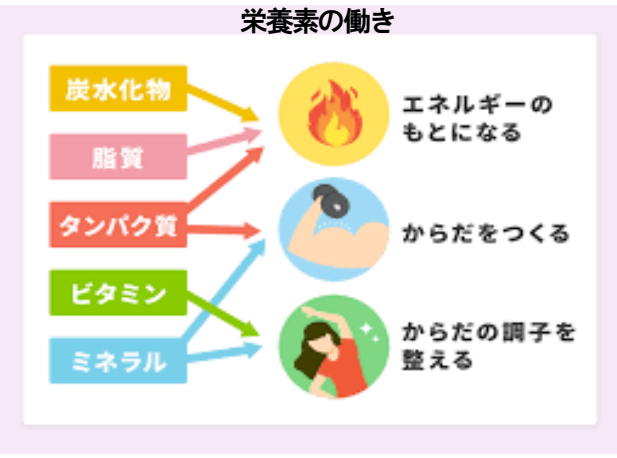 栄養素の働き
炭水化物
脂質
タンパク質
ビタミン
ミネラル
エネルギーの
もとになる
からだをつくる
からだの調子を
整える